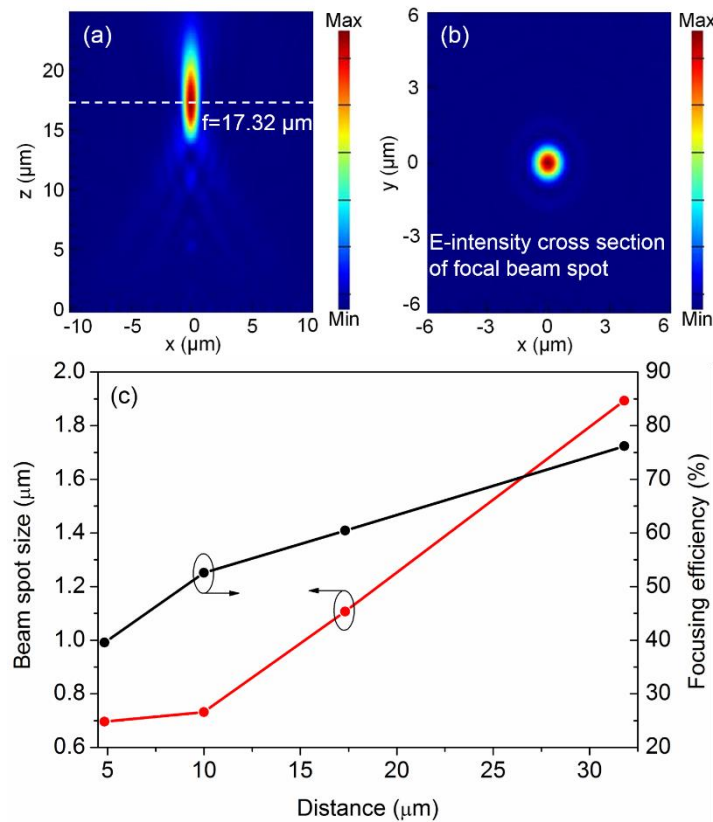 (a)
Max
Min
20
15
10
5
0
z (μm)
f=17.32 μm
-10
-5
0
5
10
x (μm)
(b)
Max
Min
6
3
0
-3
-6
y (μm)
E-intensity cross section
of focal beam spot
-6
-3
0
3
6
x (μm)
(c)
2.0
1.8
1.6
1.4
1.2
1.0
0.8
0.6
Beam spot size (μm)
90
80
70
60
50
40
30
20
Focusing efficiency (%)
5
10
15
20
25
30
Distance (μm)